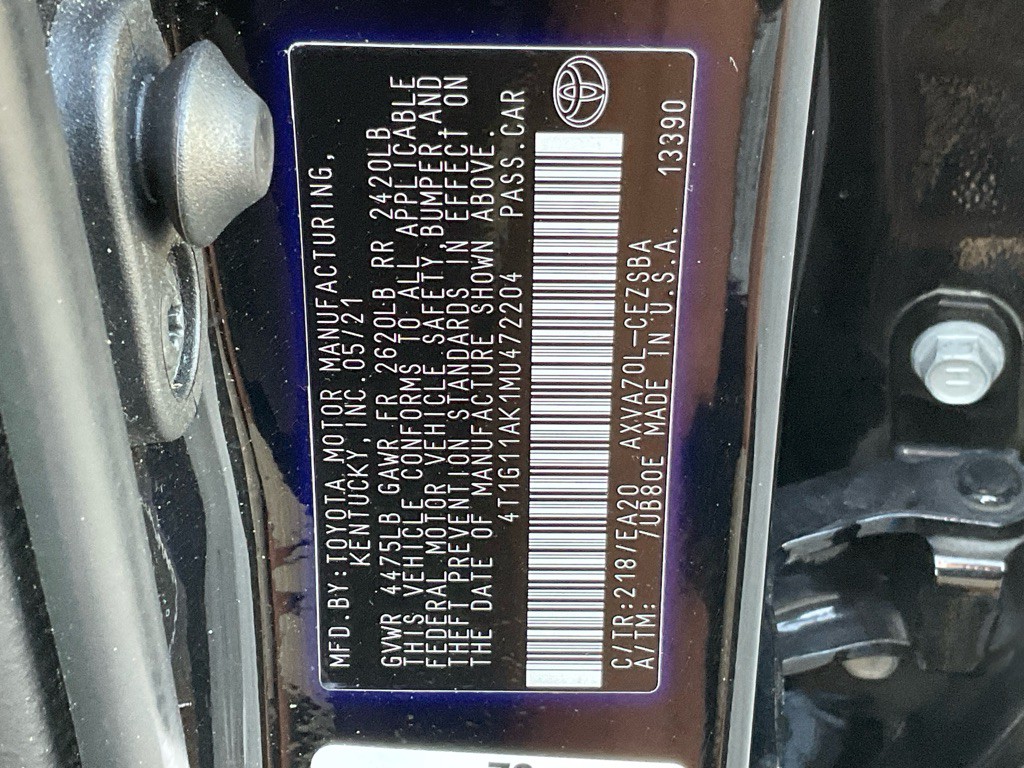 MFD.BY:TOYOTA MOTOR MANUFACTURING,
KENTUCKY,INC.05/21
GVWR 4475LB GAWR FR 2620LB RR 2420LB
THIS VEHICLE CONFORMS TO ALL APPLICABLE
FEDERAL MOTOR VEHICLE SAFETY,BUMPER,AND
THEFT PREVENTION STANDARDS IN EFFECT ON
THE DATE OF MANUFACTURE SHOWN ABOVE.
4T1G11AK1MU472204 PASS.CAR
C/TR:218/EA20 AXVA70L-CEZSBA
A/TM: /UB80E MADE IN U.S.A. 13390